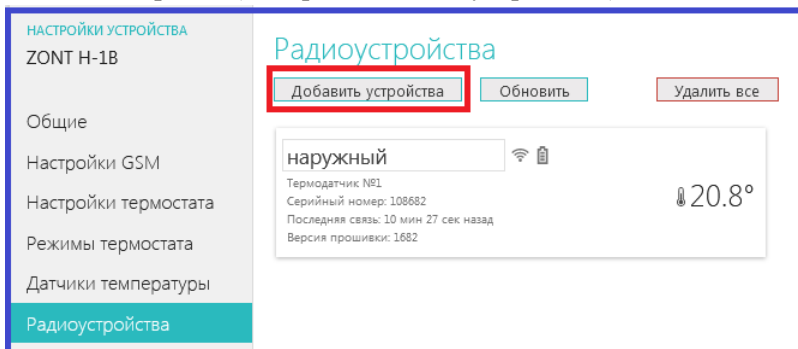 НАСТРОЙКИ УСТРОЙСТВА
ZONT H-1B
Общие
Настройки GSM
Настройки термостата
Режимы термостата
Датчики температуры
Радиоустройства
Радиоустройства
Добавить устройства
Обновить
Удалить все
наружный
Термодатчик №1
Серийный номер: 108682
Последняя связь: 10 мин 27 сек назад
Версия прошивки: 1682
20.8°